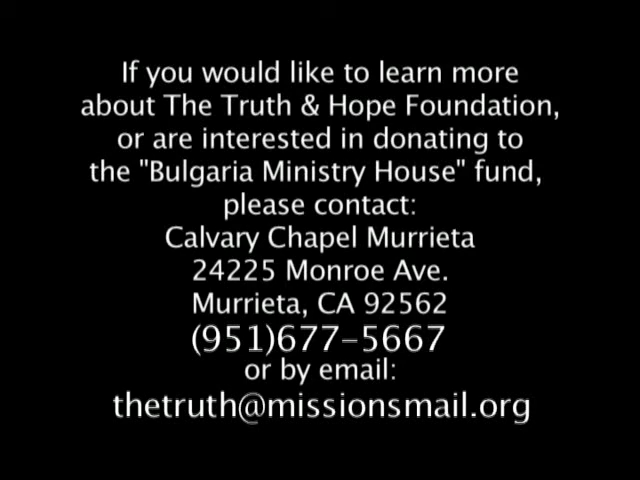 If you would like to learn more
about The Truth & Hope Foundation,
or are interested in donating to
the "Bulgaria Ministry House" fund,
please contact:
Calvary Chapel Murrieta
24225 Monroe Ave.
Murrieta, CA 92562
(951)677-5667
or by email:
thetruth@missionsmail.org